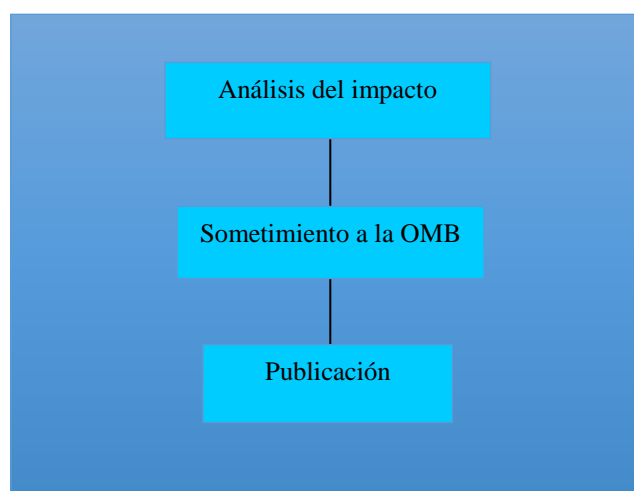 Análisis del impacto
Sometimiento a la OMB
Publicación